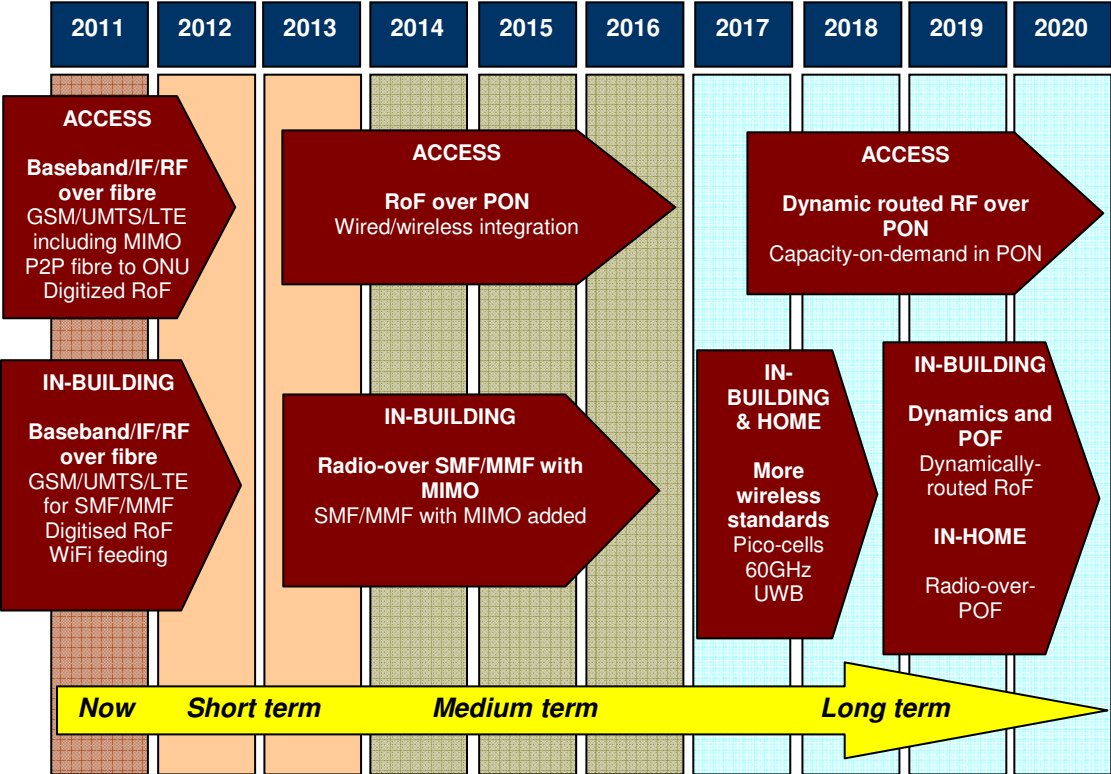 2011 2012 2013 2014 2015 2016 2017 2018 2019 2020
ACCESS
Baseband/IF/RF
over fibre
GSM/UMTS/LTE
including MIMO
P2P fibre to ONU
Digitized RoF
ACCESS
RoF over PON
Wired/wireless integration
ACCESS
Dynamic routed RF over
PON
Capacity-on-demand in PON
IN-BUILDING
Baseband/IF/RF
over fibre
GSM/UMTS/LTE
for SMF/MMF
Digitised RoF
WiFi feeding
IN-BUILDING
Radio-over SMF/MMF with
MIMO
SMF/MMF with MIMO added
IN-
BUILDING
& HOME
More
wireless
standards
Pico-cells
60GHz
UWB
IN-BUILDING
Dynamics and
POF
Dynamically-
routed RoF
IN-HOME
Radio-over-
POF
Now Short term Medium term Long term